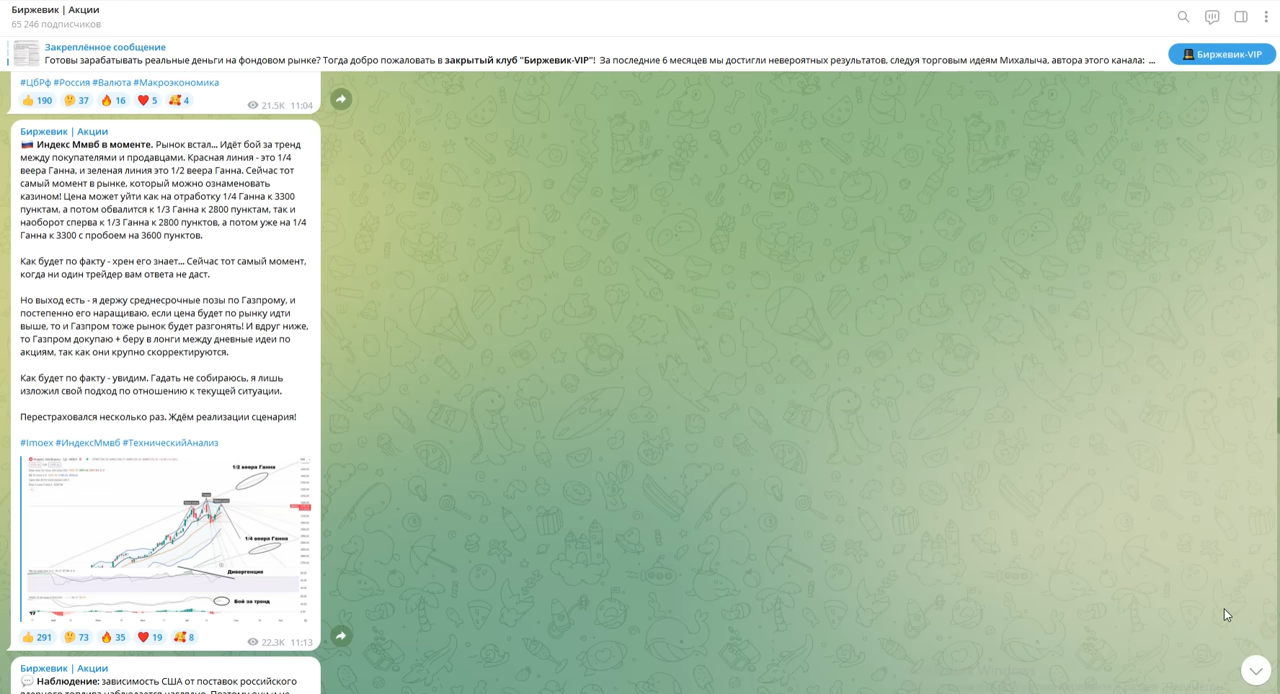 Биржевик | Акции
65 246 подписчиков
Закреплённое сообщение
Готовы зарабатывать реальные деньги на фондовом рынке? Тогда добро пожаловать в закрытый клуб "Биржевик-VIP"! За последние 6 месяцев мы достигли невероятных результатов, следуя торговым идеям Михалыча, автора этого канала: ...
Биржевик-VIP
#ЦбРф #Россия #Валюта #Макроэкономика
190 37 16 5 4
21.5K 11:04
Биржевик | Акции
Индекс Ммвб в моменте. Рынок встал... Идёт бой за тренд
между покупателями и продавцами. Красная линия - это 1/4
веера Ганна, и зеленая линия это 1/2 веера Ганна. Сейчас тот
самый момент в рынке, который можно ознаменовать
казином! Цена может уйти как на отработку 1/4 Ганна к 3300
пунктам, а потом обвалится к 1/3 Ганна к 2800 пунктам, так и
наоборот сперва к 1/3 Ганна к 2800 пунктов, а потом уже на 1/4
Ганна к 3300 с пробоем на 3600 пунктов.
Как будет по факту - хрен его знает... Сейчас тот самый момент,
когда ни один трейдер вам ответа не даст.
Но выход есть - я держу среднесрочные позы по Газпрому, и
постепенно его наращиваю, если цена будет по рынку идти
выше, то и Газпром тоже рынок будет разгонять! И вдруг ниже,
то Газпром докупаю + беру в лонги между дневные идеи по
акциям, так как они крупно скорректируются.
Как будет по факту - увидим. Гадать не собираюсь, я лишь
изложил свой подход по отношению к текущей ситуации.
Перестраховался несколько раз. Ждём реализации сценария!
#Imoex #ИндексМмвб #ТехническийАнализ
1/2 веера Ганна
1/4 веера Ганна
Дивергенция
Бой за тренд
291 73 35 19 8
22.3K 11:13
Биржевик | Акции
Наблюдение: зависимость США от поставок российского